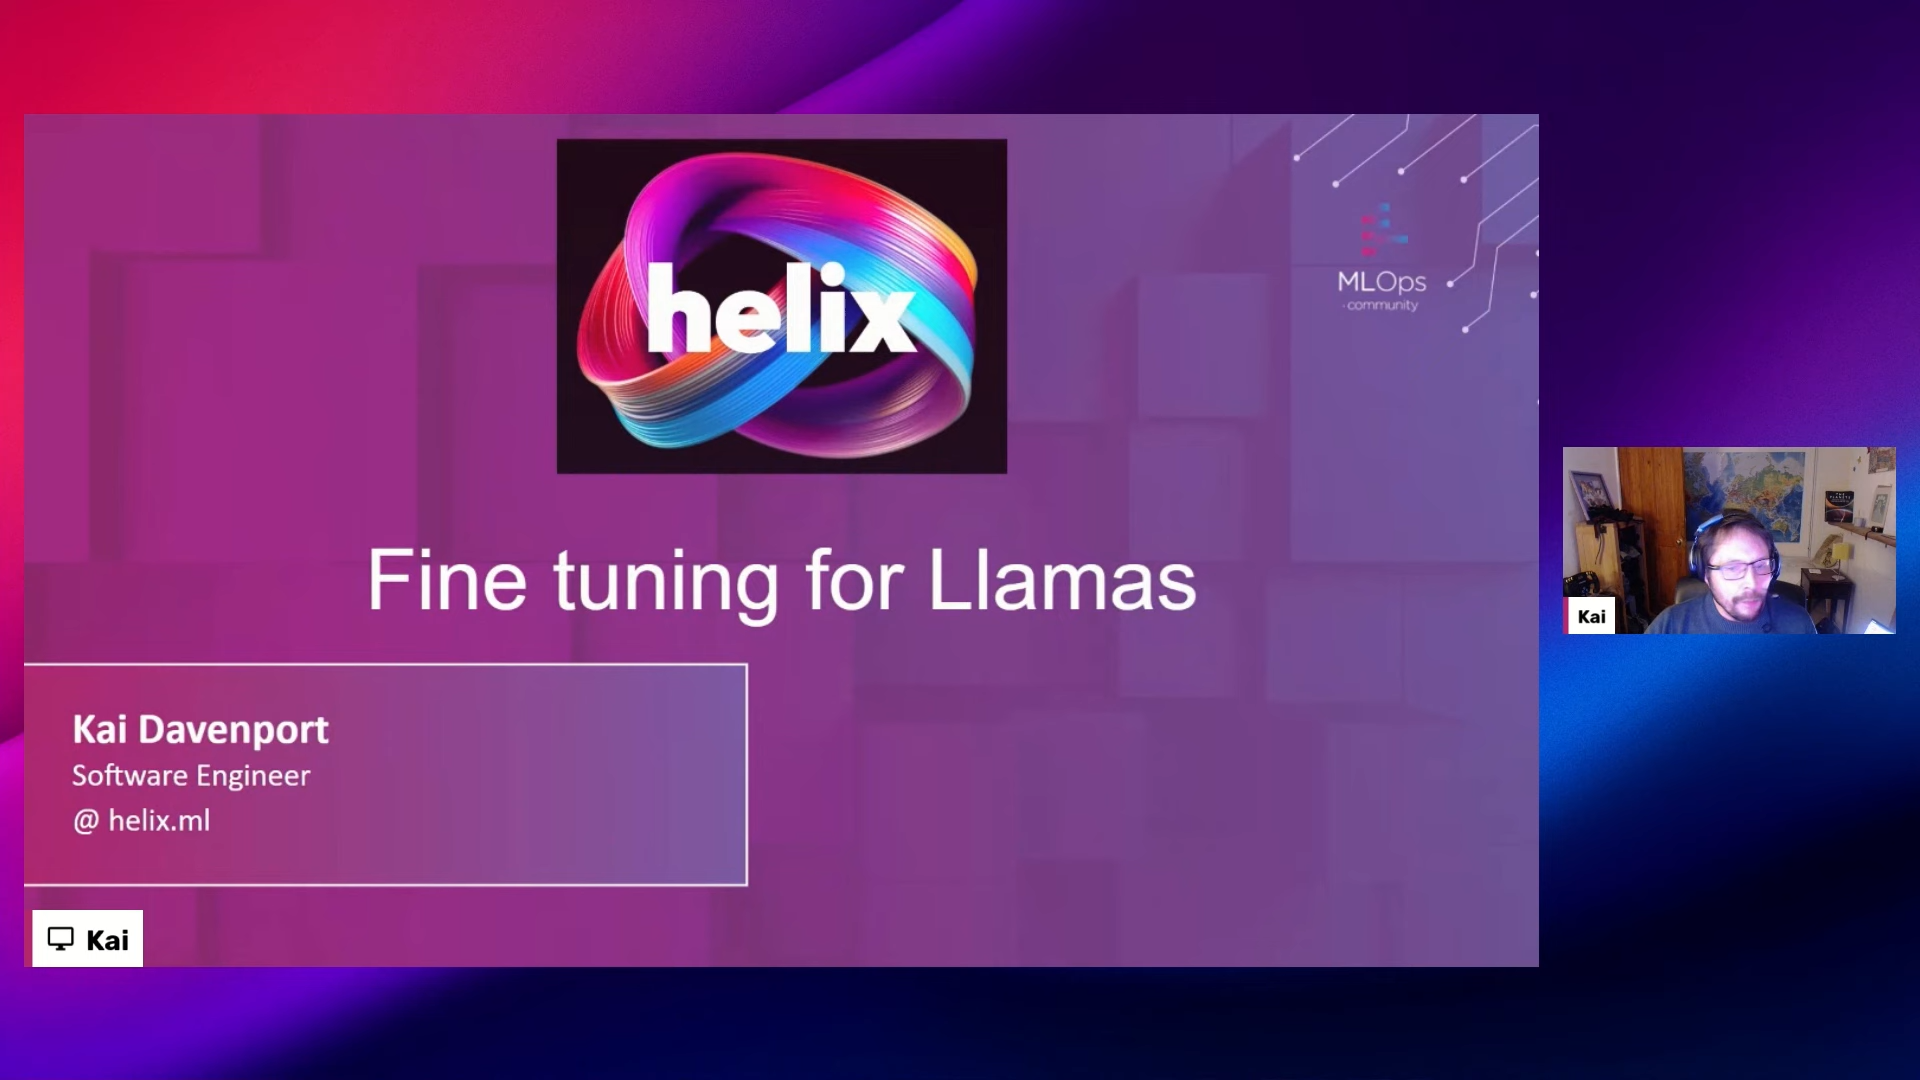 helix
MLOps
community
Fine tuning for Llamas
Kai Davenport
Software Engineer
@ helix.ml
Kai
Kai